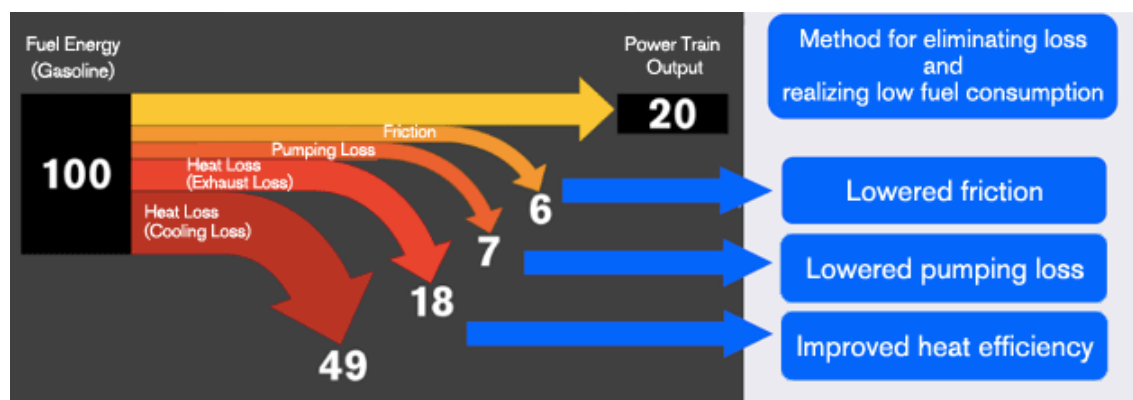 Fuel Energy
(Gasoline)
100
Power Train
Output
20
Friction
6
Pumping Loss
7
Heat Loss
(Exhaust Loss)
18
Heat Loss
(Cooling Loss)
49
Method for eliminating loss
and
realizing low fuel consumption
Lowered friction
Lowered pumping loss
Improved heat efficiency